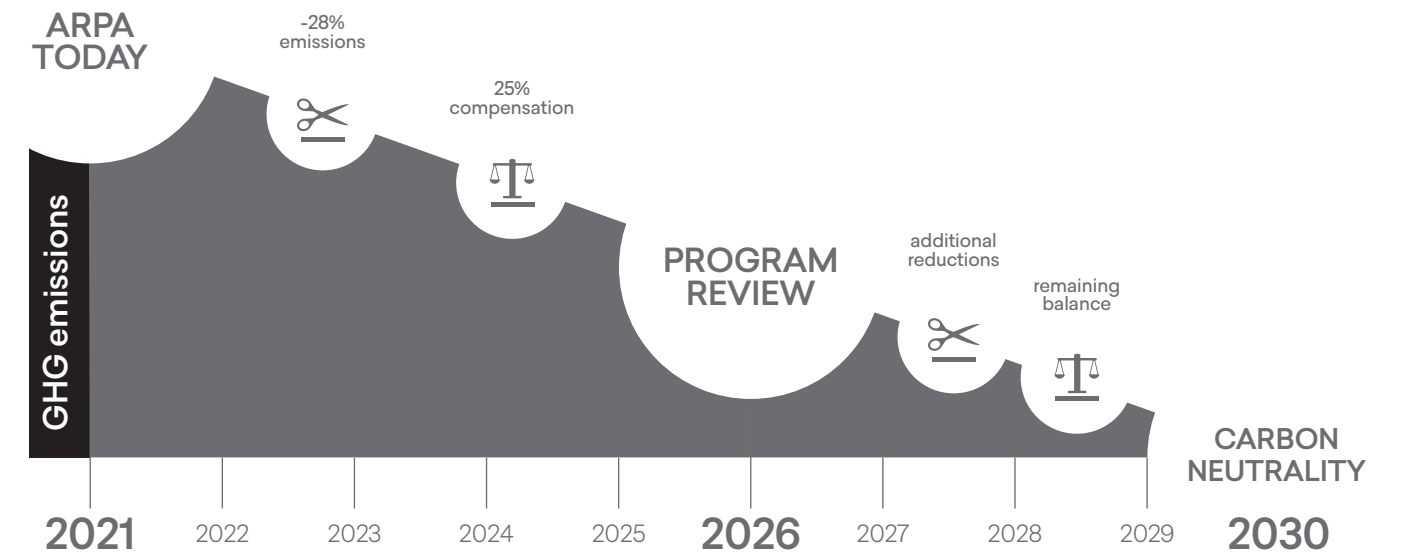 ARPA
TODAY
-28%
emissions
25%
compensation
PROGRAM
REVIEW
additional
reductions
remaining
balance
CARBON
NEUTRALITY
GHG emissions
2021
2022
2023
2024
2025
2026
2027
2028
2029
2030